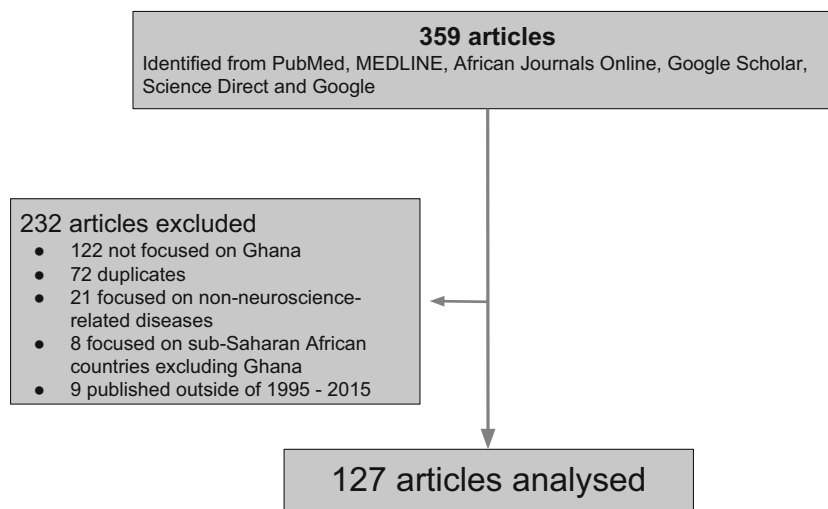 359 articles
Identified from PubMed, MEDLINE, African Journals Online, Google Scholar,
Science Direct and Google
232 articles excluded
● 122 not focused on Ghana
● 72 duplicates
● 21 focused on non-neuroscience-
related diseases
● 8 focused on sub-Saharan African
countries excluding Ghana
● 9 published outside of 1995 - 2015
127 articles analysed